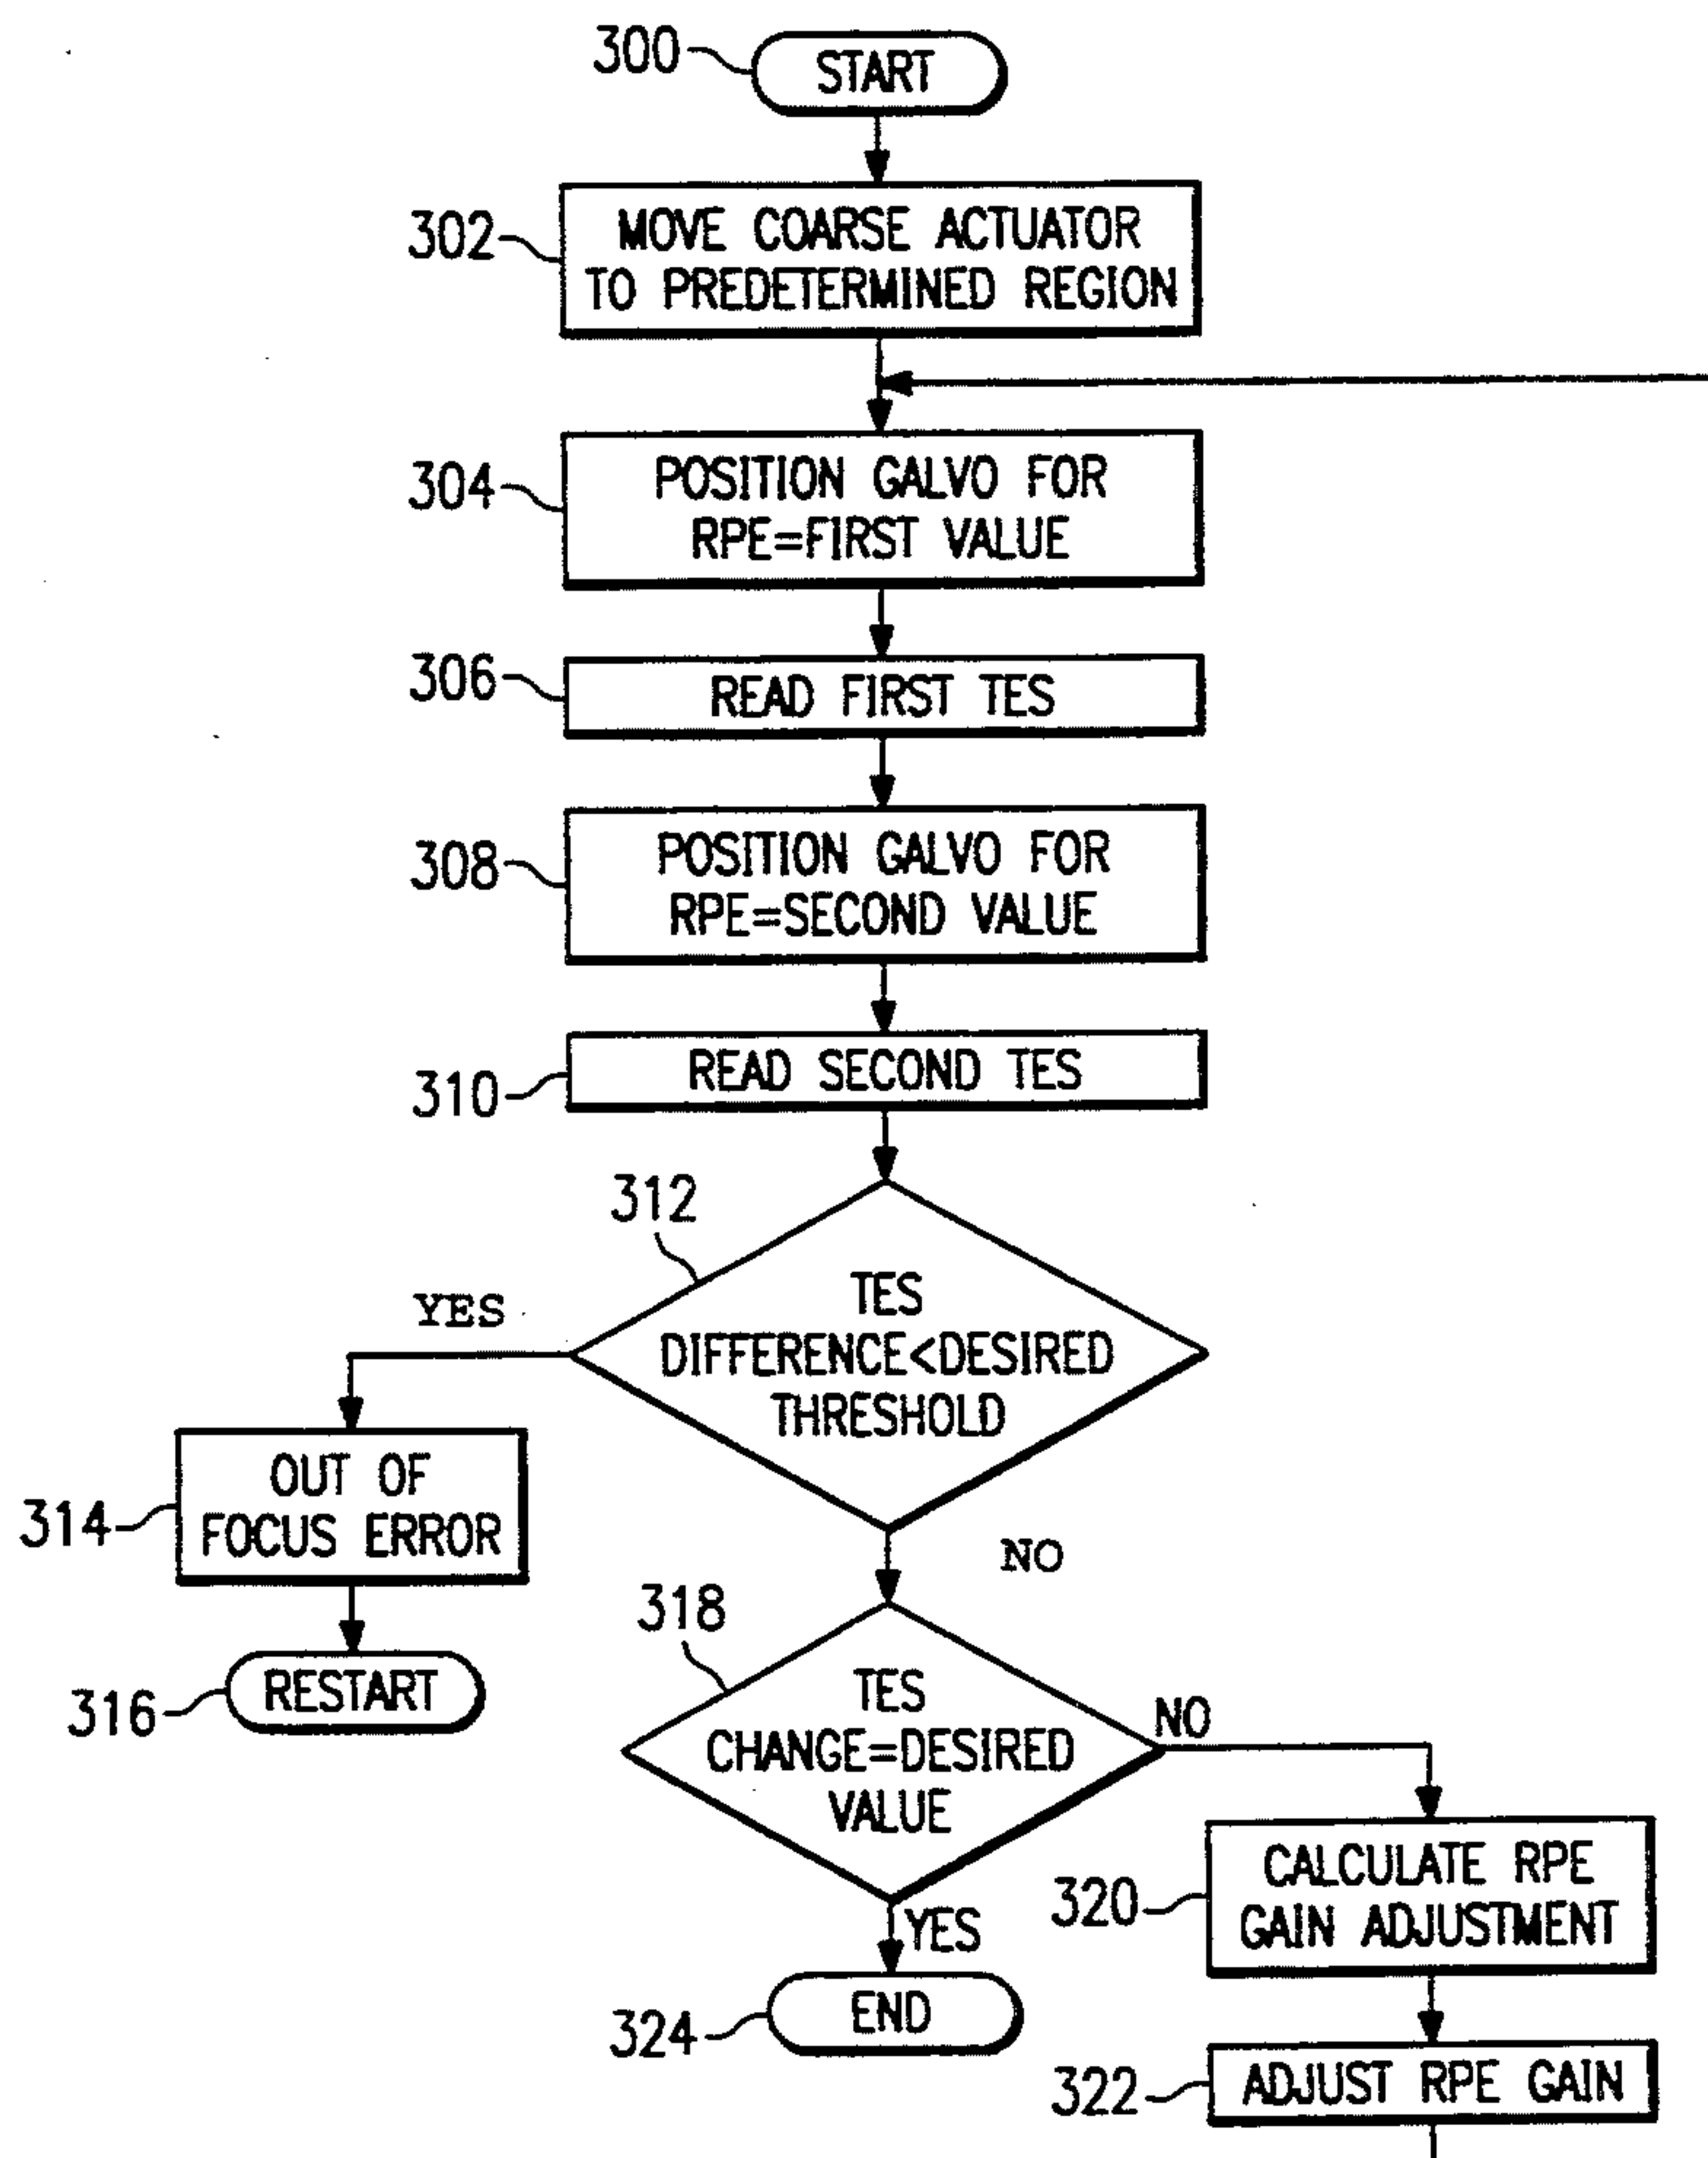 300
START
302
MOVE COARSE ACTUATOR
TO PREDETERMINED REGION
304
POSITION GALVO FOR
RPE=FIRST VALUE
306
READ FIRST TES
308
POSITION GALVO FOR
RPE=SECOND VALUE
310
READ SECOND TES
312
TES
DIFFERENCE<DESIRED
THRESHOLD
YES
314
OUT OF
FOCUS ERROR
NO
316
RESTART
318
TES
CHANGE=DESIRED
VALUE
NO
320
CALCULATE RPE
GAIN ADJUSTMENT
YES
324
END
322
ADJUST RPE GAIN